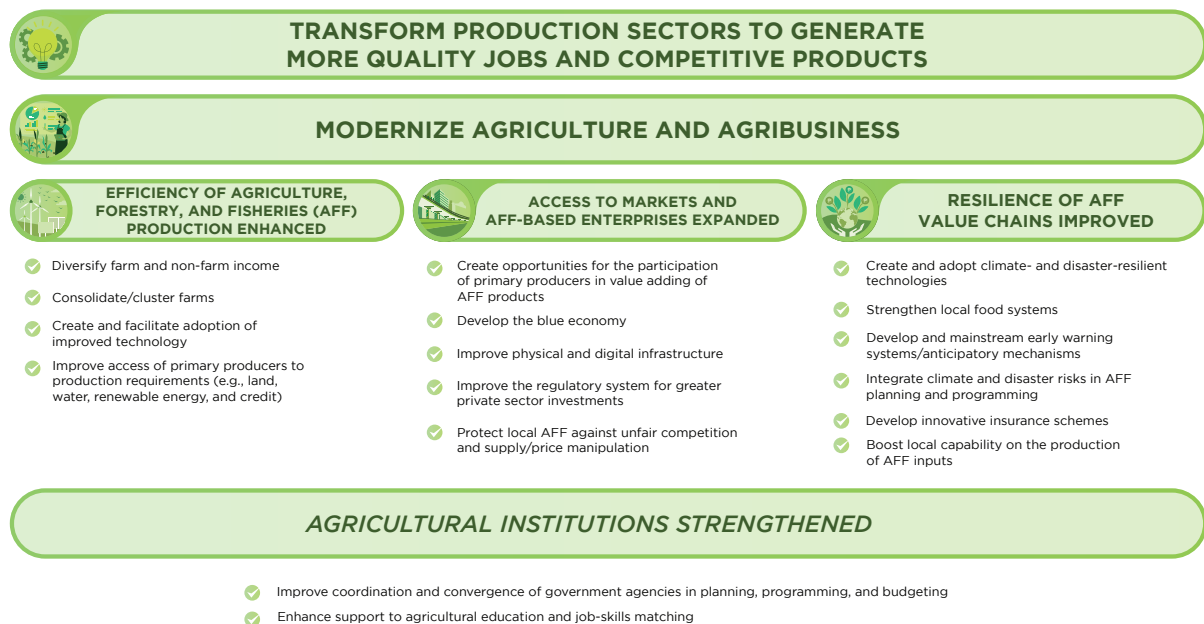 TRANSFORM PRODUCTION SECTORS TO GENERATE
MORE QUALITY JOBS AND COMPETITIVE PRODUCTS
MODERNIZE AGRICULTURE AND AGRIBUSINESS
EFFICIENCY OF AGRICULTURE,
FORESTRY, AND FISHERIES (AFF)
PRODUCTION ENHANCED
Diversify farm and non-farm income
Consolidate/cluster farms
Create and facilitate adoption of
improved technology
Improve access of primary producers to
production requirements (e.g., land,
water, renewable energy, and credit)
ACCESS TO MARKETS AND
AFF-BASED ENTERPRISES EXPANDED
Create opportunities for the participation
of primary producers in value adding of
AFF products
Develop the blue economy
Improve physical and digital infrastructure
Improve the regulatory system for greater
private sector investments
Protect local AFF against unfair competition
and supply/price manipulation
RESILIENCE OF AFF
VALUE CHAINS IMPROVED
Create and adopt climate- and disaster-resilient
technologies
Strengthen local food systems
Develop and mainstream early warning
systems/anticipatory mechanisms
Integrate climate and disaster risks in AFF
planning and programming
Develop innovative insurance schemes
Boost local capability on the production
of AFF inputs
AGRICULTURAL INSTITUTIONS STRENGTHENED
Improve coordination and convergence of government agencies in planning, programming, and budgeting
Enhance support to agricultural education and job-skills matching